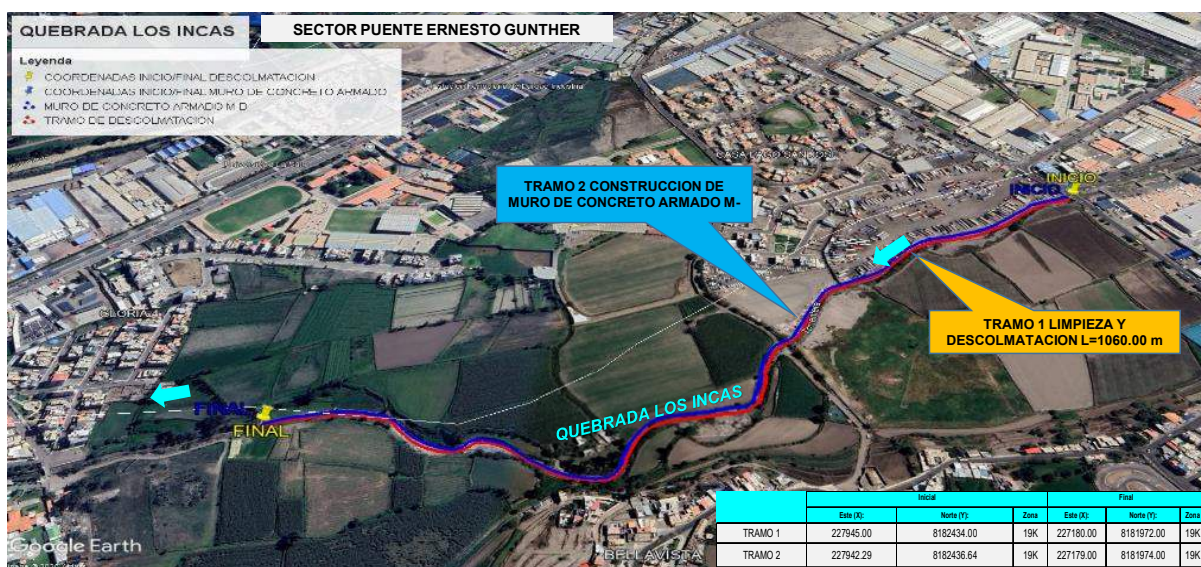 QUEBRADA LOS INCAS
SECTOR PUENTE ERNESTO GUNTHER
Leyenda
COORDENADAS INICIO/FINAL DESCOLMATACION
COORDENADAS INICIO/FINAL MURO DE CONCRETO ARMADO
MURO DE CONCRETO ARMADO M-D
TRAMO DE DESCOLMATACION
TRAMO 2 CONSTRUCCION DE
MURO DE CONCRETO ARMADO M-
INICIO
INICIO
TRAMO 1 LIMPIEZA Y
DESCOLMATACION L=1060.00 m
GLORIA
FINAL
FINAL
QUEBRADA LOS INCAS
BELLAVISTA
Google Earth
Inicial Final
Este (X): Norte (Y): Zona Este (X): Norte (Y): Zona
TRAMO 1 227945.00 8182434.00 19K 227180.00 8181972.00 19K
TRAMO 2 227942.29 8182436.64 19K 227179.00 8181974.00 19K